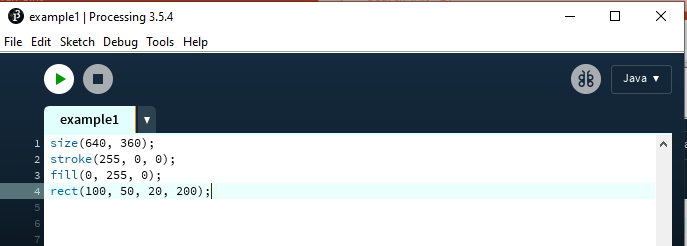 example1 | Processing 3.5.4
File Edit Sketch Debug Tools Help
Java ▼
example1 ▼
1 size(640, 360);
2 stroke(255, 0, 0);
3 fill(0, 255, 0);
4 rect(100, 50, 20, 200);
5
6
7